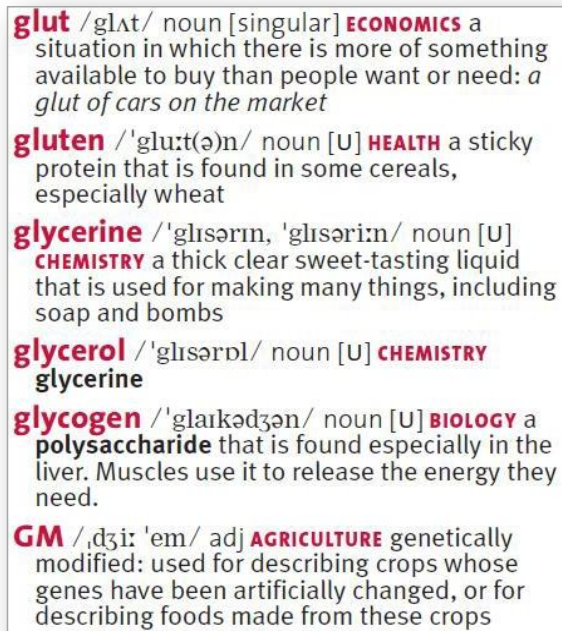 glut /glʌt/ noun [singular] ECONOMICS a
situation in which there is more of something
available to buy than people want or need: a
glut of cars on the market
gluten /ˈgluːt(ə)n/ noun [U] HEALTH a sticky
protein that is found in some cereals,
especially wheat
glycerine /ˈglɪsərɪn, ˈglɪsəriːn/ noun [U]
CHEMISTRY a thick clear sweet-tasting liquid
that is used for making many things, including
soap and bombs
glycerol /ˈglɪsərɒl/ noun [U] CHEMISTRY
glycerine
glycogen /ˈglaɪkədʒən/ noun [U] BIOLOGY a
polysaccharide that is found especially in the
liver. Muscles use it to release the energy they
need.
GM /ˌdʒiː ˈem/ adj AGRICULTURE genetically
modified: used for describing crops whose
genes have been artificially changed, or for
describing foods made from these crops